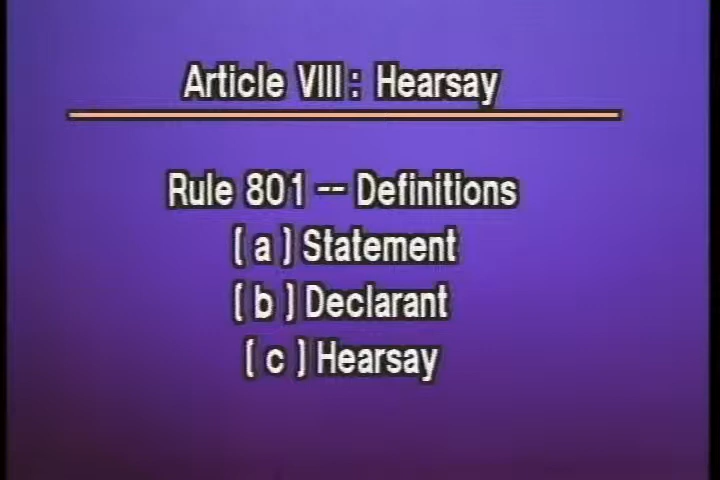 Article VIII: Hearsay
Rule 801 -- Definitions
( a ) Statement
( b ) Declarant
( c ) Hearsay